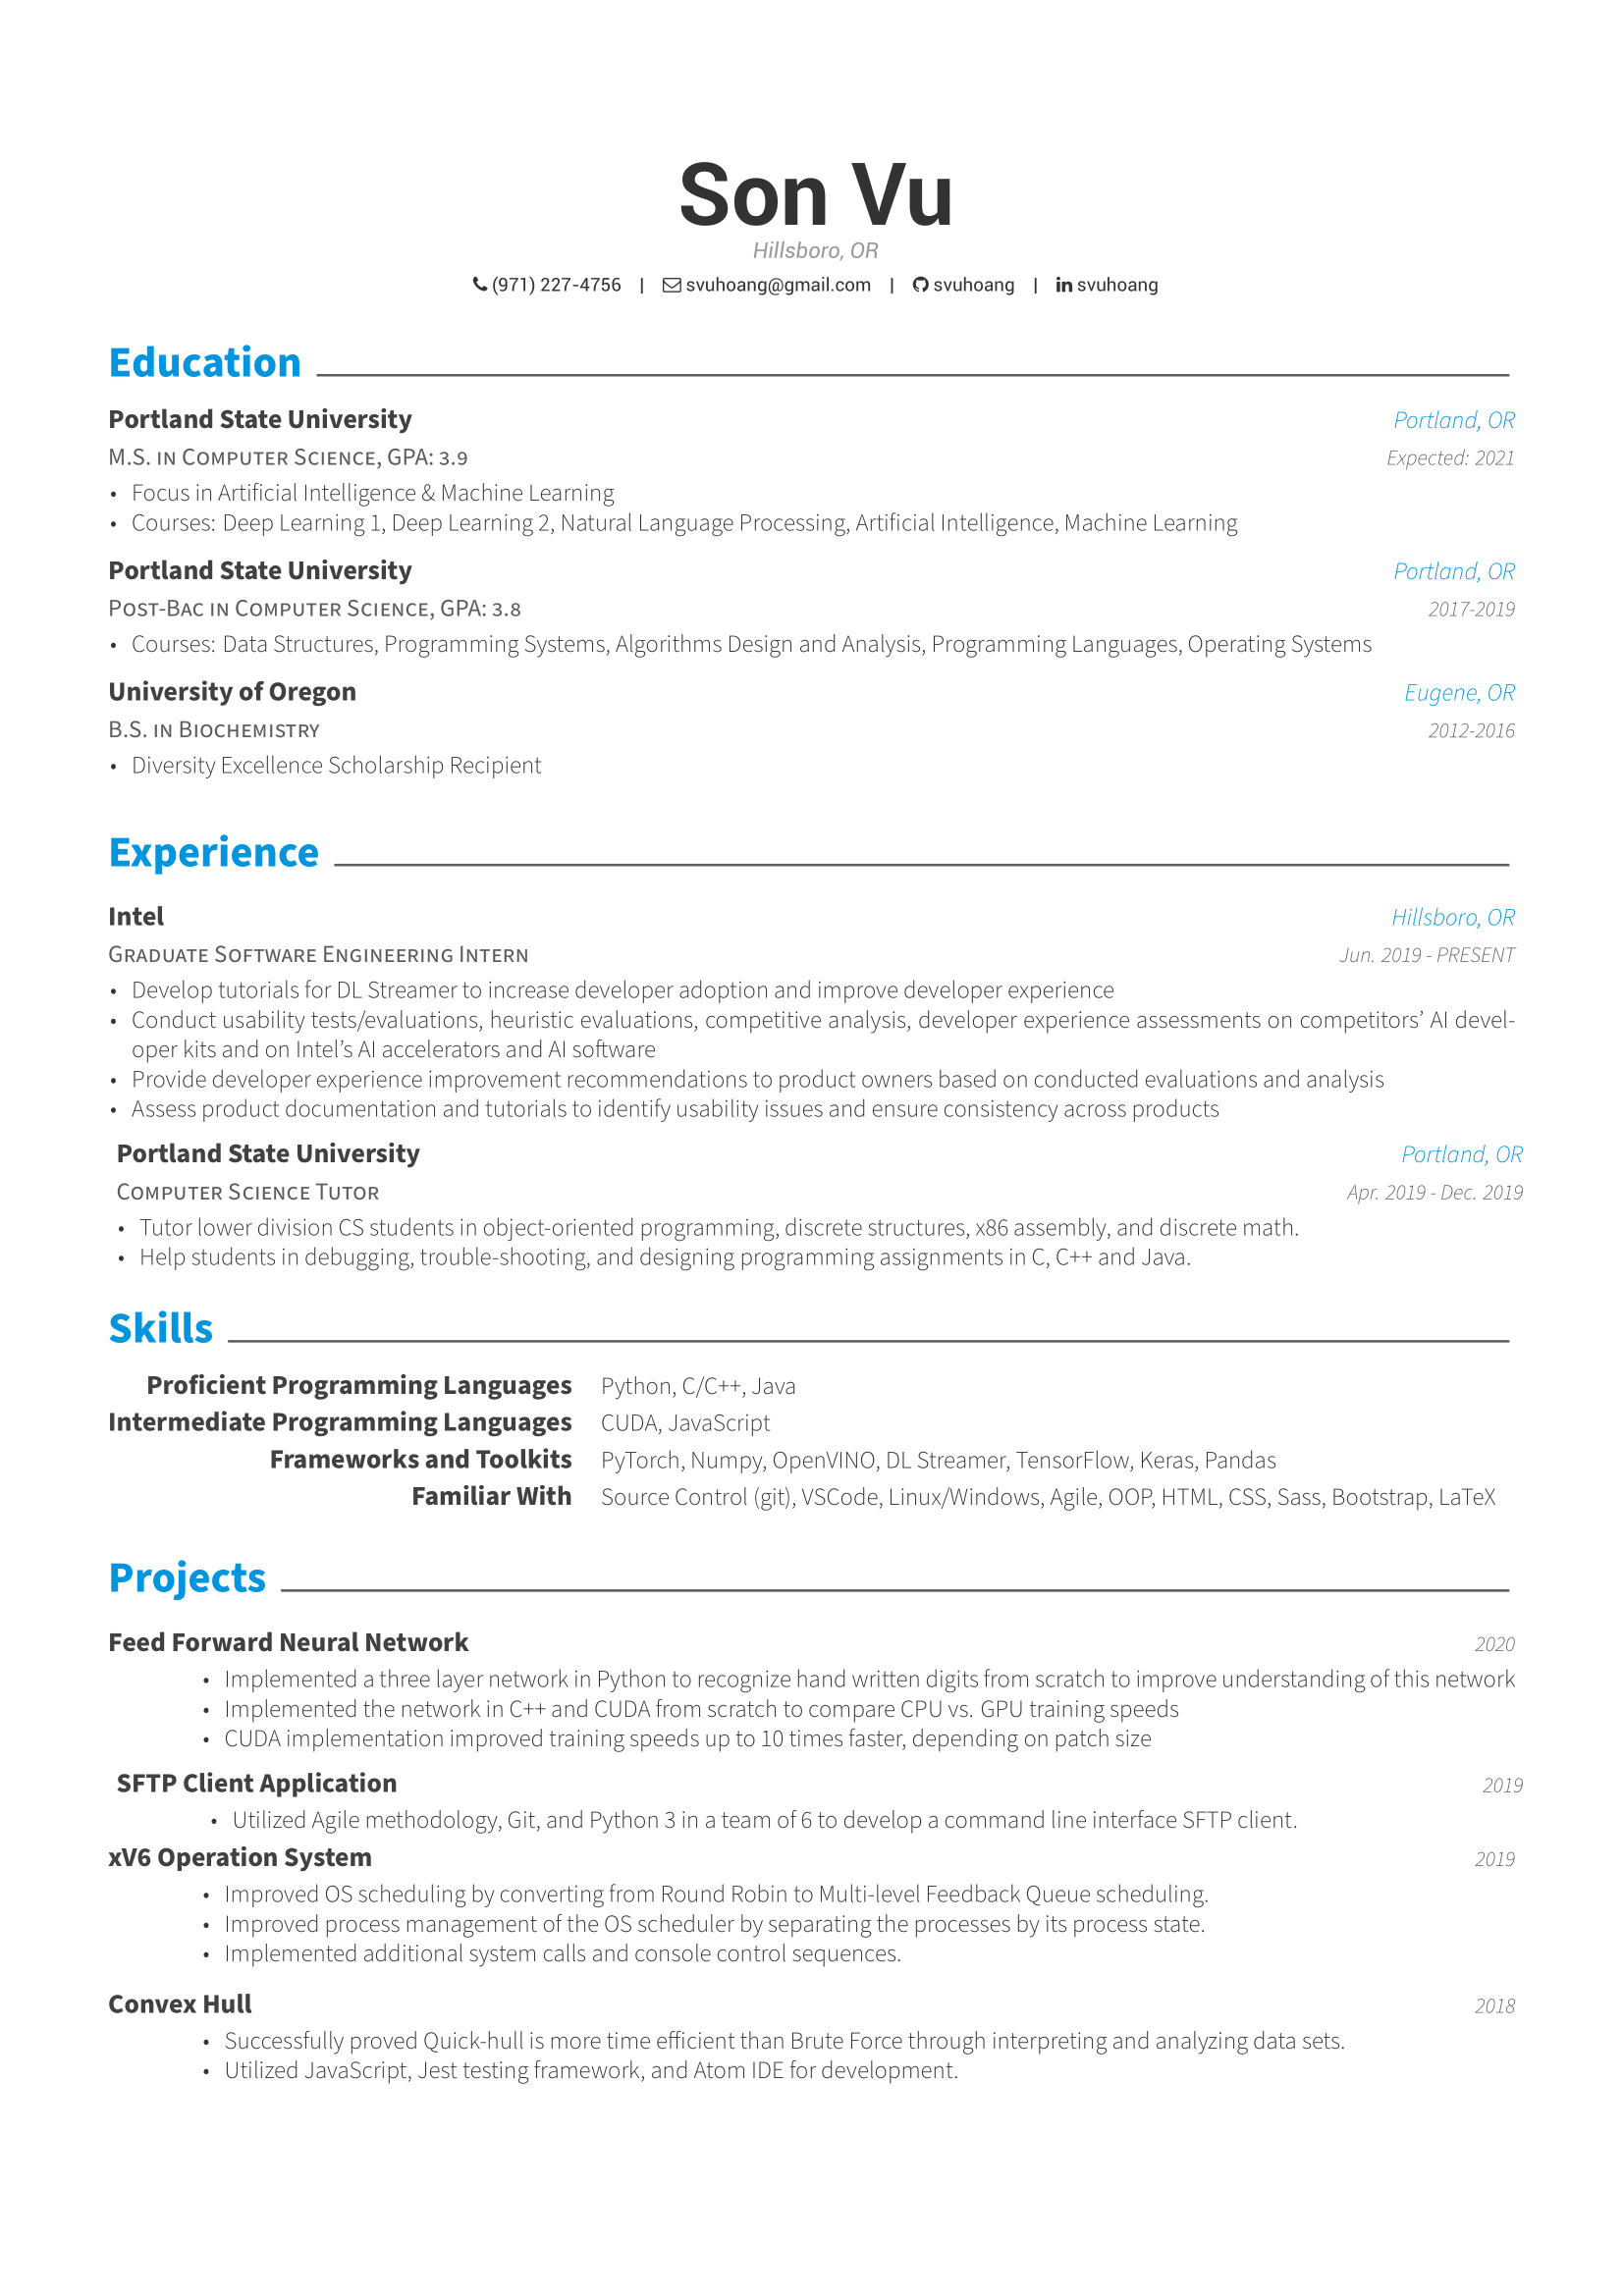 Son Vu
Hillsboro, OR
(971) 227-4756 | svuhoang@gmail.com | svuhoang | svuhoang
Education
Portland State University Portland, OR
M.S. in Computer Science, GPA: 3.9 Expected: 2021
• Focus in Artificial Intelligence & Machine Learning
• Courses: Deep Learning 1, Deep Learning 2, Natural Language Processing, Artificial Intelligence, Machine Learning
Portland State University Portland, OR
Post-Bac in Computer Science, GPA: 3.8 2017-2019
• Courses: Data Structures, Programming Systems, Algorithms Design and Analysis, Programming Languages, Operating Systems
University of Oregon Eugene, OR
B.S. in Biochemistry 2012-2016
• Diversity Excellence Scholarship Recipient
Experience
Intel Hillsboro, OR
Graduate Software Engineering Intern Jun. 2019 - PRESENT
• Develop tutorials for DL Streamer to increase developer adoption and improve developer experience
• Conduct usability tests/evaluations, heuristic evaluations, competitive analysis, developer experience assessments on competitors’ AI devel-
oper kits and on Intel’s AI accelerators and AI software
• Provide developer experience improvement recommendations to product owners based on conducted evaluations and analysis
• Assess product documentation and tutorials to identify usability issues and ensure consistency across products
Portland State University Portland, OR
Computer Science Tutor Apr. 2019 - Dec. 2019
• Tutor lower division CS students in object-oriented programming, discrete structures, x86 assembly, and discrete math.
• Help students in debugging, trouble-shooting, and designing programming assignments in C, C++ and Java.
Skills
Proficient Programming Languages Python, C/C++, Java
Intermediate Programming Languages CUDA, JavaScript
Frameworks and Toolkits PyTorch, Numpy, OpenVINO, DL Streamer, TensorFlow, Keras, Pandas
Familiar With Source Control (git), VSCode, Linux/Windows, Agile, OOP, HTML, CSS, Sass, Bootstrap, LaTeX
Projects
Feed Forward Neural Network 2020
• Implemented a three layer network in Python to recognize hand written digits from scratch to improve understanding of this network
• Implemented the network in C++ and CUDA from scratch to compare CPU vs. GPU training speeds
• CUDA implementation improved training speeds up to 10 times faster, depending on patch size
SFTP Client Application 2019
• Utilized Agile methodology, Git, and Python 3 in a team of 6 to develop a command line interface SFTP client.
xV6 Operation System 2019
• Improved OS scheduling by converting from Round Robin to Multi-level Feedback Queue scheduling.
• Improved process management of the OS scheduler by separating the processes by its process state.
• Implemented additional system calls and console control sequences.
Convex Hull 2018
• Successfully proved Quick-hull is more time efficient than Brute Force through interpreting and analyzing data sets.
• Utilized JavaScript, Jest testing framework, and Atom IDE for development.